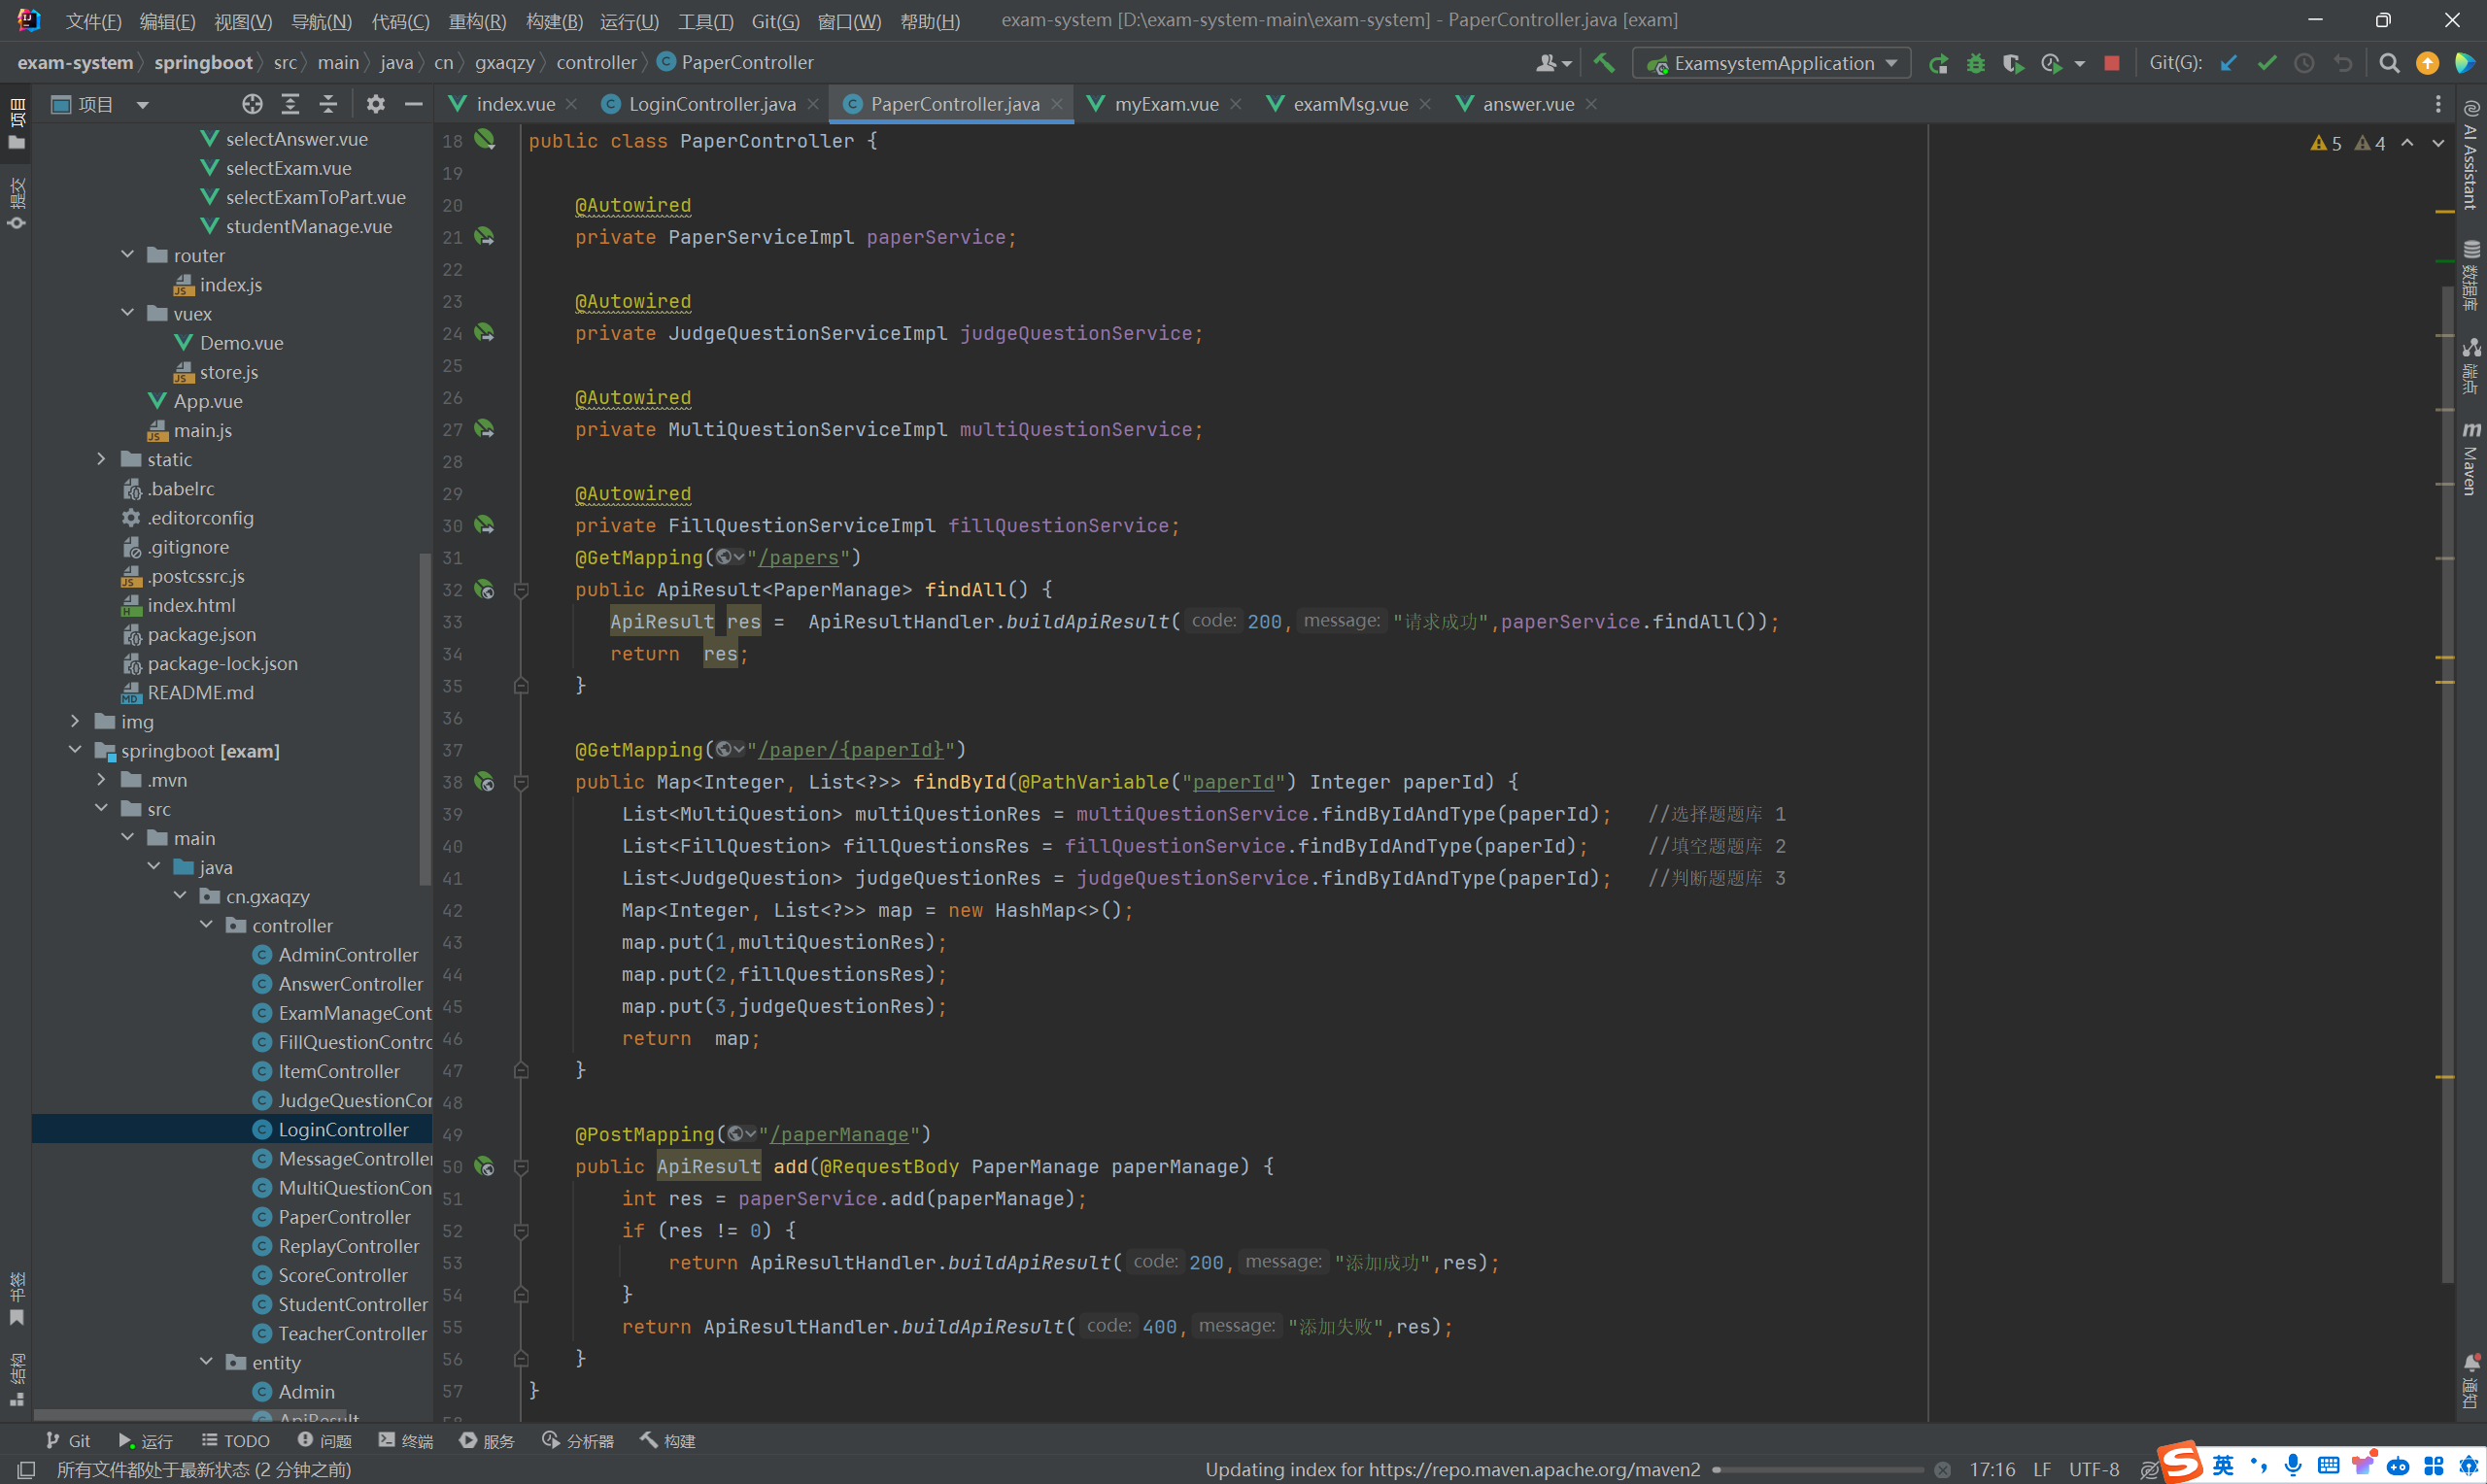 文件(F) 编辑(E) 视图(V) 导航(N) 代码(C) 重构(R) 构建(B) 运行(U) 工具(T) Git(G) 窗口(W) 帮助(H) exam-system [D:\exam-system-main\exam-system] - PaperController.java [exam]
exam-system springboot src main java cn gxaqzy controller PaperController ExamsystemApplication Git(G):
项目 index.vue LoginController.java PaperController.java myExam.vue examMsg.vue answer.vue
项目
提交
书签
结构
selectAnswer.vue
selectExam.vue
selectExamToPart.vue
studentManage.vue
router
index.js
vuex
Demo.vue
store.js
App.vue
main.js
static
.babelrc
.editorconfig
.gitignore
.postcssrc.js
index.html
package.json
package-lock.json
README.md
img
springboot [exam]
.mvn
src
main
java
cn.gxaqzy
controller
AdminController
AnswerController
ExamManageCont
FillQuestionContro
ItemController
JudgeQuestionCon
LoginController
MessageController
MultiQuestionCon
PaperController
ReplayController
ScoreController
StudentController
TeacherController
entity
Admin
ApiResult
5 4
18 public class PaperController {
19
20 @Autowired
21 private PaperServiceImpl paperService;
22
23 @Autowired
24 private JudgeQuestionServiceImpl judgeQuestionService;
25
26 @Autowired
27 private MultiQuestionServiceImpl multiQuestionService;
28
29 @Autowired
30 private FillQuestionServiceImpl fillQuestionService;
31 @GetMapping("/papers")
32 public ApiResult<PaperManage> findAll() {
33 ApiResult res =  ApiResultHandler.buildApiResult( code: 200, message: "请求成功",paperService.findAll());
34 return  res;
35 }
36
37 @GetMapping("/paper/{paperId}")
38 public Map<Integer, List<?>> findById(@PathVariable("paperId") Integer paperId) {
39 List<MultiQuestion> multiQuestionRes = multiQuestionService.findByIdAndType(paperId);   //选择题题库 1
40 List<FillQuestion> fillQuestionsRes = fillQuestionService.findByIdAndType(paperId);     //填空题题库 2
41 List<JudgeQuestion> judgeQuestionRes = judgeQuestionService.findByIdAndType(paperId);   //判断题题库 3
42 Map<Integer, List<?>> map = new HashMap<>();
43 map.put(1,multiQuestionRes);
44 map.put(2,fillQuestionsRes);
45 map.put(3,judgeQuestionRes);
46 return  map;
47 }
48
49 @PostMapping("/paperManage")
50 public ApiResult add(@RequestBody PaperManage paperManage) {
51 int res = paperService.add(paperManage);
52 if (res != 0) {
53 return ApiResultHandler.buildApiResult( code: 200, message: "添加成功",res);
54 }
55 return ApiResultHandler.buildApiResult( code: 400, message: "添加失败",res);
56 }
57 }
58
AI Assistant
数据库
端点
Maven
通知
Git 运行 TODO 问题 终端 服务 分析器 构建
所有文件都处于最新状态 (2 分钟之前) Updating index for https://repo.maven.apache.org/maven2 17:16 LF UTF-8 英